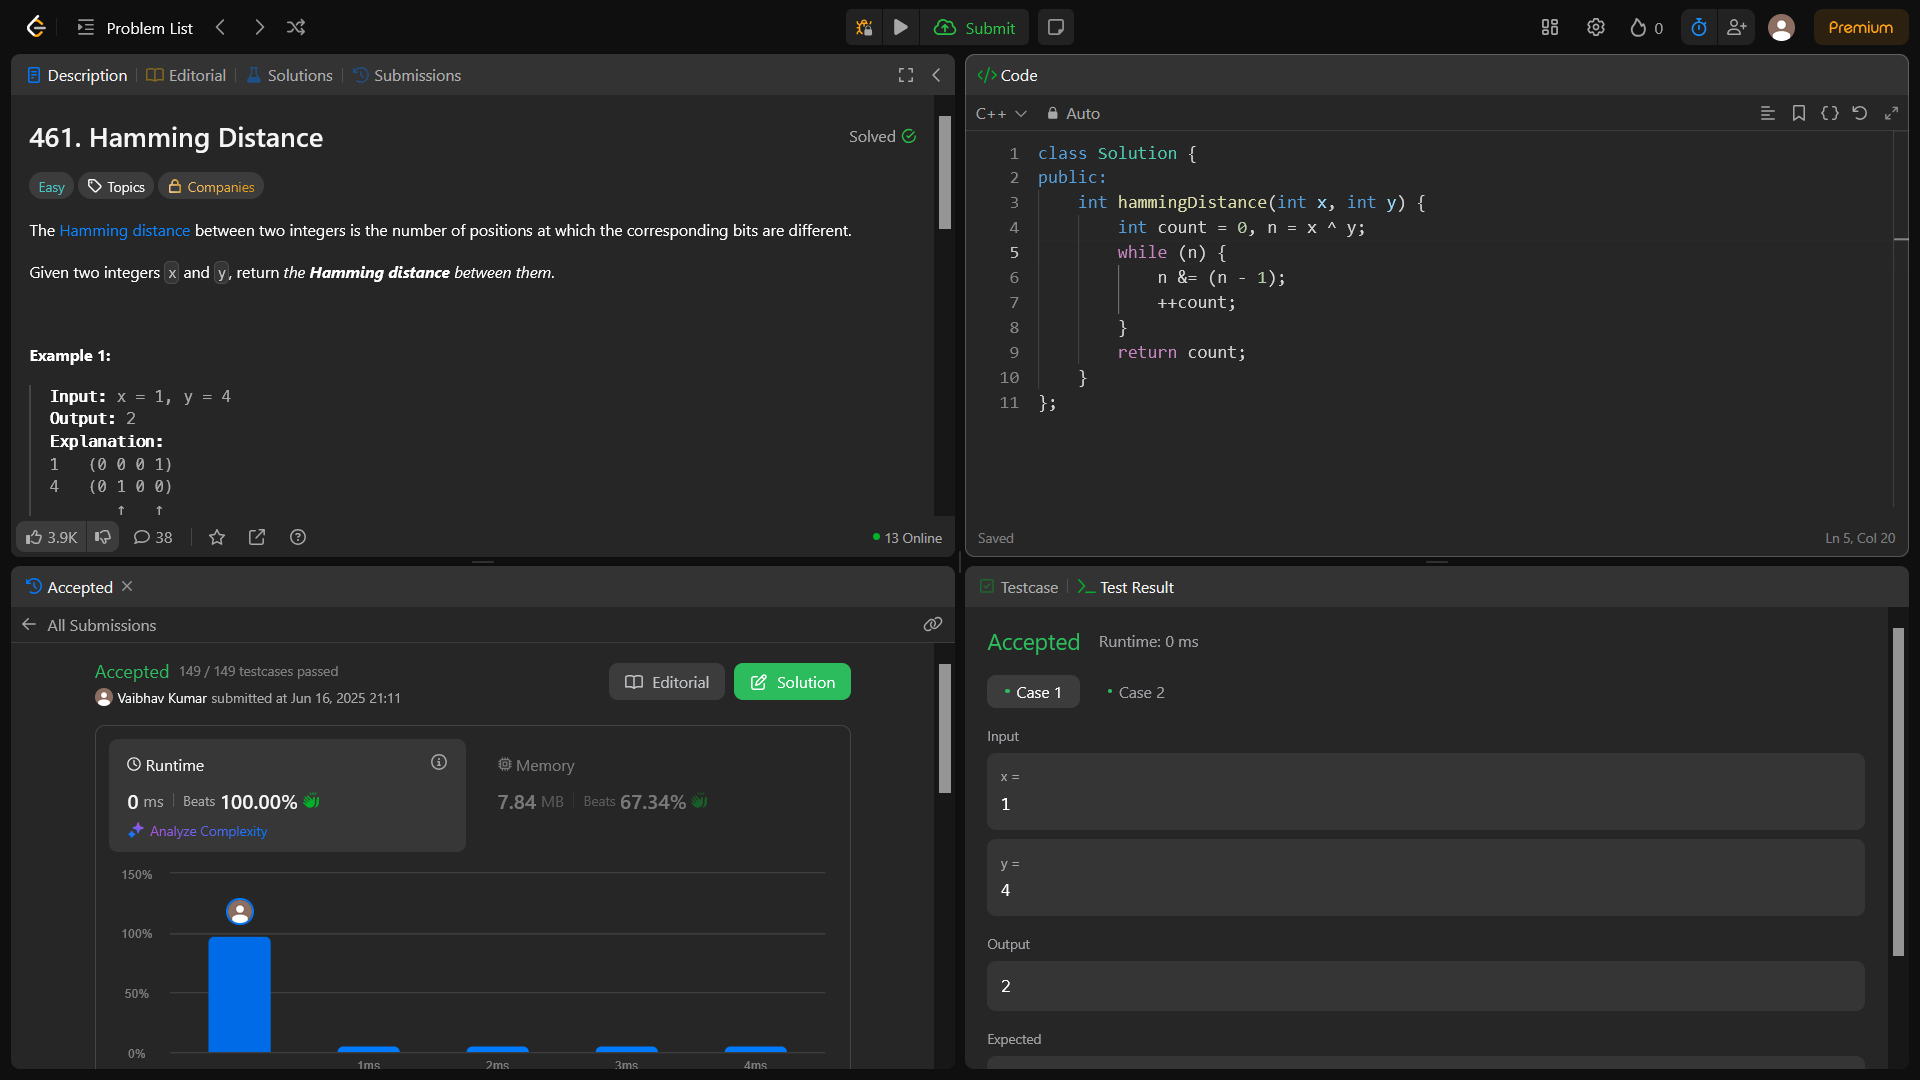 Problem List
Submit
0
Premium
Description
Editorial
Solutions
Submissions
461. Hamming Distance
Solved
Easy
Topics
Companies
The Hamming distance between two integers is the number of positions at which the corresponding bits are different.
Given two integers x and y, return the Hamming distance between them.
Example 1:
Input: x = 1, y = 4
Output: 2
Explanation:
1   (0 0 0 1)
4   (0 1 0 0)
↑   ↑
3.9K
38
13 Online
Code
C++
Auto
1 class Solution {
2 public:
3     int hammingDistance(int x, int y) {
4         int count = 0, n = x ^ y;
5         while (n) {
6             n &= (n - 1);
7             ++count;
8         }
9         return count;
10     }
11 };
Saved
Ln 5, Col 20
Accepted
All Submissions
Accepted 149 / 149 testcases passed
Vaibhav Kumar submitted at Jun 16, 2025 21:11
Editorial
Solution
Runtime
0 ms Beats 100.00%
Analyze Complexity
Memory
7.84 MB Beats 67.34%
150%
100%
50%
0%
1ms 2ms 3ms 4ms
Testcase
Test Result
Accepted Runtime: 0 ms
Case 1
Case 2
Input
x =
1
y =
4
Output
2
Expected